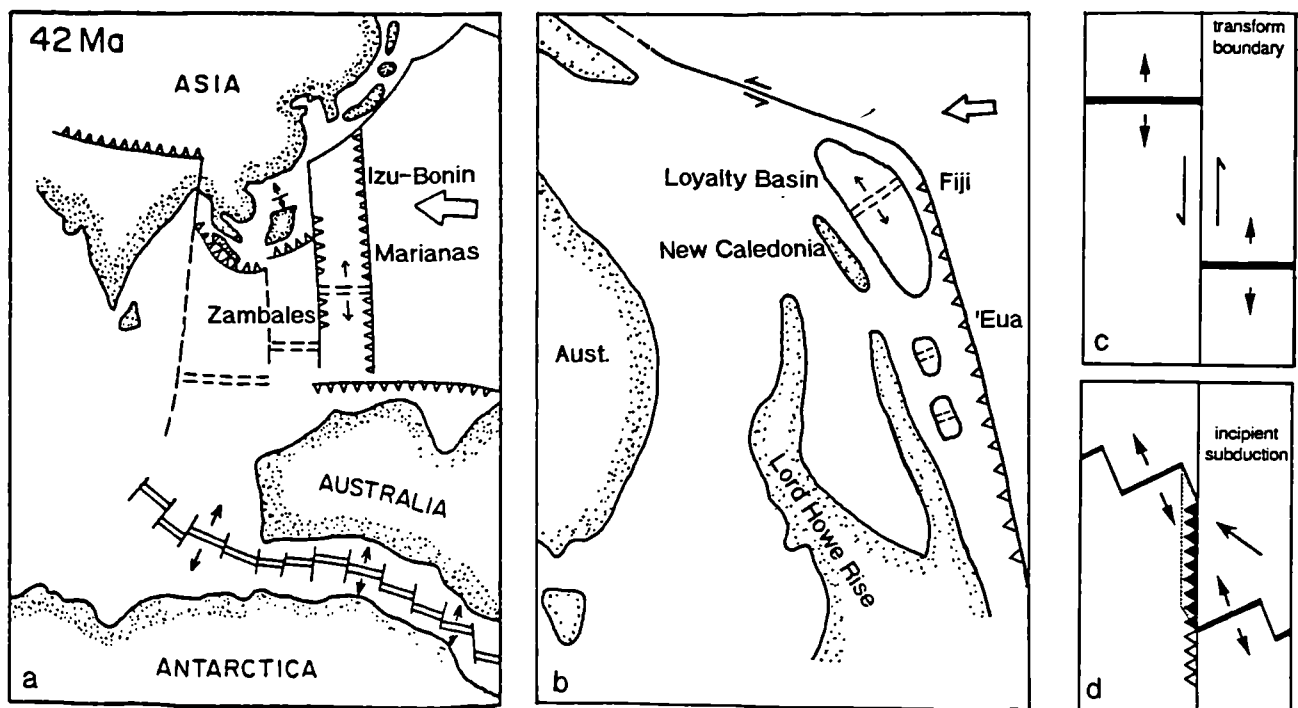 42 Ma
ASIA
Izu-Bonin
Marianas
Zambales
AUSTRALIA
ANTARCTICA
a
Loyalty Basin
Fiji
New Caledonia
'Eua
Aust.
Lord Howe Rise
b
transform
boundary
c
incipient
subduction
d